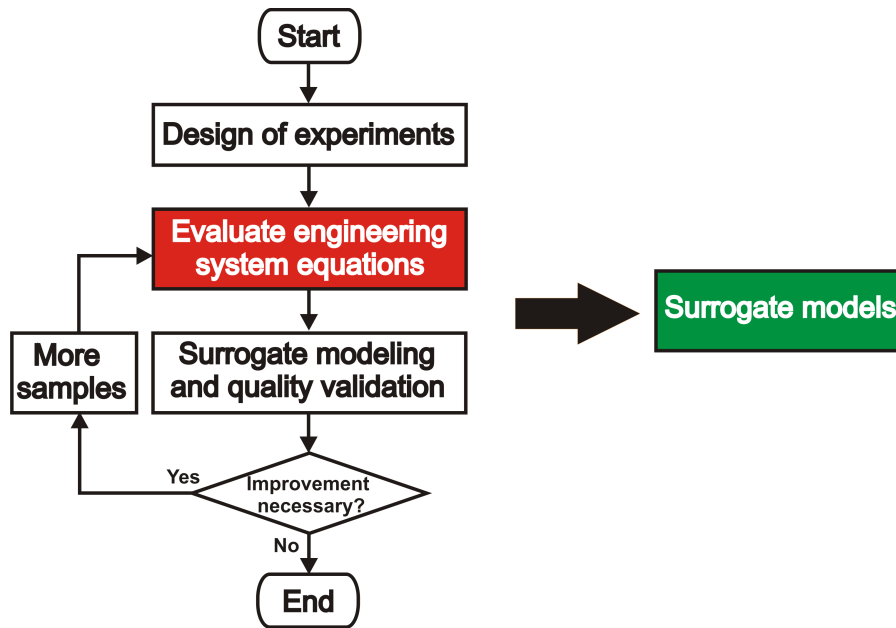 Start
Design of experiments
Evaluate engineering
system equations
Surrogate models
More
samples
Surrogate modeling
and quality validation
Yes
Improvement
necessary?
No
End